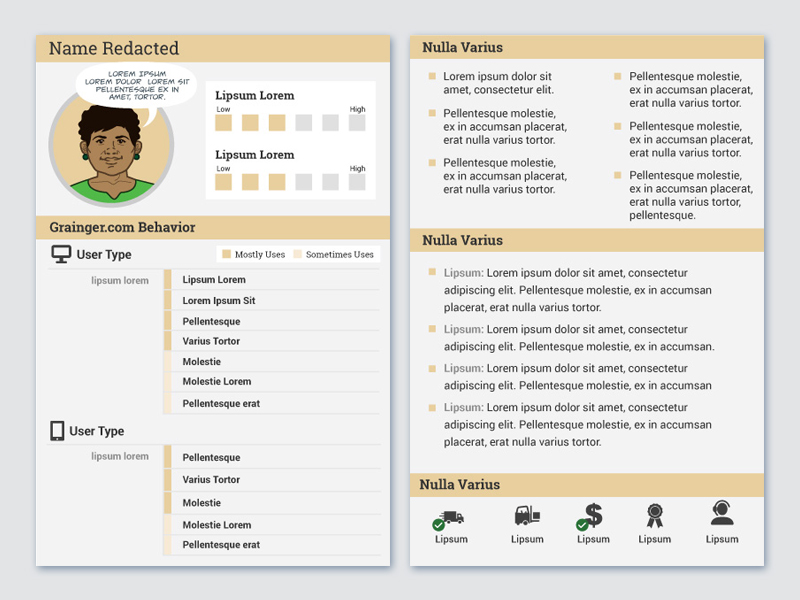 Name Redacted
LOREM IPSUM
LOREM DOLOR LOREM SIT
PELLENTESQUE EX IN
AMET, TORTOR.
Lipsum Lorem
Low High
Lipsum Lorem
Low High
Grainger.com Behavior
User Type
Mostly Uses Sometimes Uses
lipsum lorem
Lipsum Lorem
Lorem Ipsum Sit
Pellentesque
Varius Tortor
Molestie
Molestie Lorem
Pellentesque erat
User Type
lipsum lorem
Pellentesque
Varius Tortor
Molestie
Molestie Lorem
Pellentesque erat
Nulla Varius
Lorem ipsum dolor sit
amet, consectetur elit.
Pellentesque molestie,
ex in accumsan placerat,
erat nulla varius tortor.
Pellentesque molestie,
ex in accumsan placerat,
erat nulla varius tortor.
Pellentesque molestie,
ex in accumsan placerat,
erat nulla varius tortor.
Pellentesque molestie,
ex in accumsan placerat,
erat nulla varius tortor.
Pellentesque molestie,
ex in accumsan placerat,
erat nulla varius tortor,
pellentesque.
Nulla Varius
Lipsum: Lorem ipsum dolor sit amet, consectetur
adipiscing elit. Pellentesque molestie, ex in accumsan
placerat, erat nulla varius tortor.
Lipsum: Lorem ipsum dolor sit amet, consectetur
adipiscing elit. Pellentesque molestie, ex in accumsan.
Lipsum: Lorem ipsum dolor sit amet, consectetur
adipiscing elit. Pellentesque molestie, ex in accumsan
Lipsum: Lorem ipsum dolor sit amet, consectetur
adipiscing elit. Pellentesque molestie, ex in accumsan
placerat, erat nulla varius tortor.
Nulla Varius
$
Lipsum Lipsum Lipsum Lipsum Lipsum